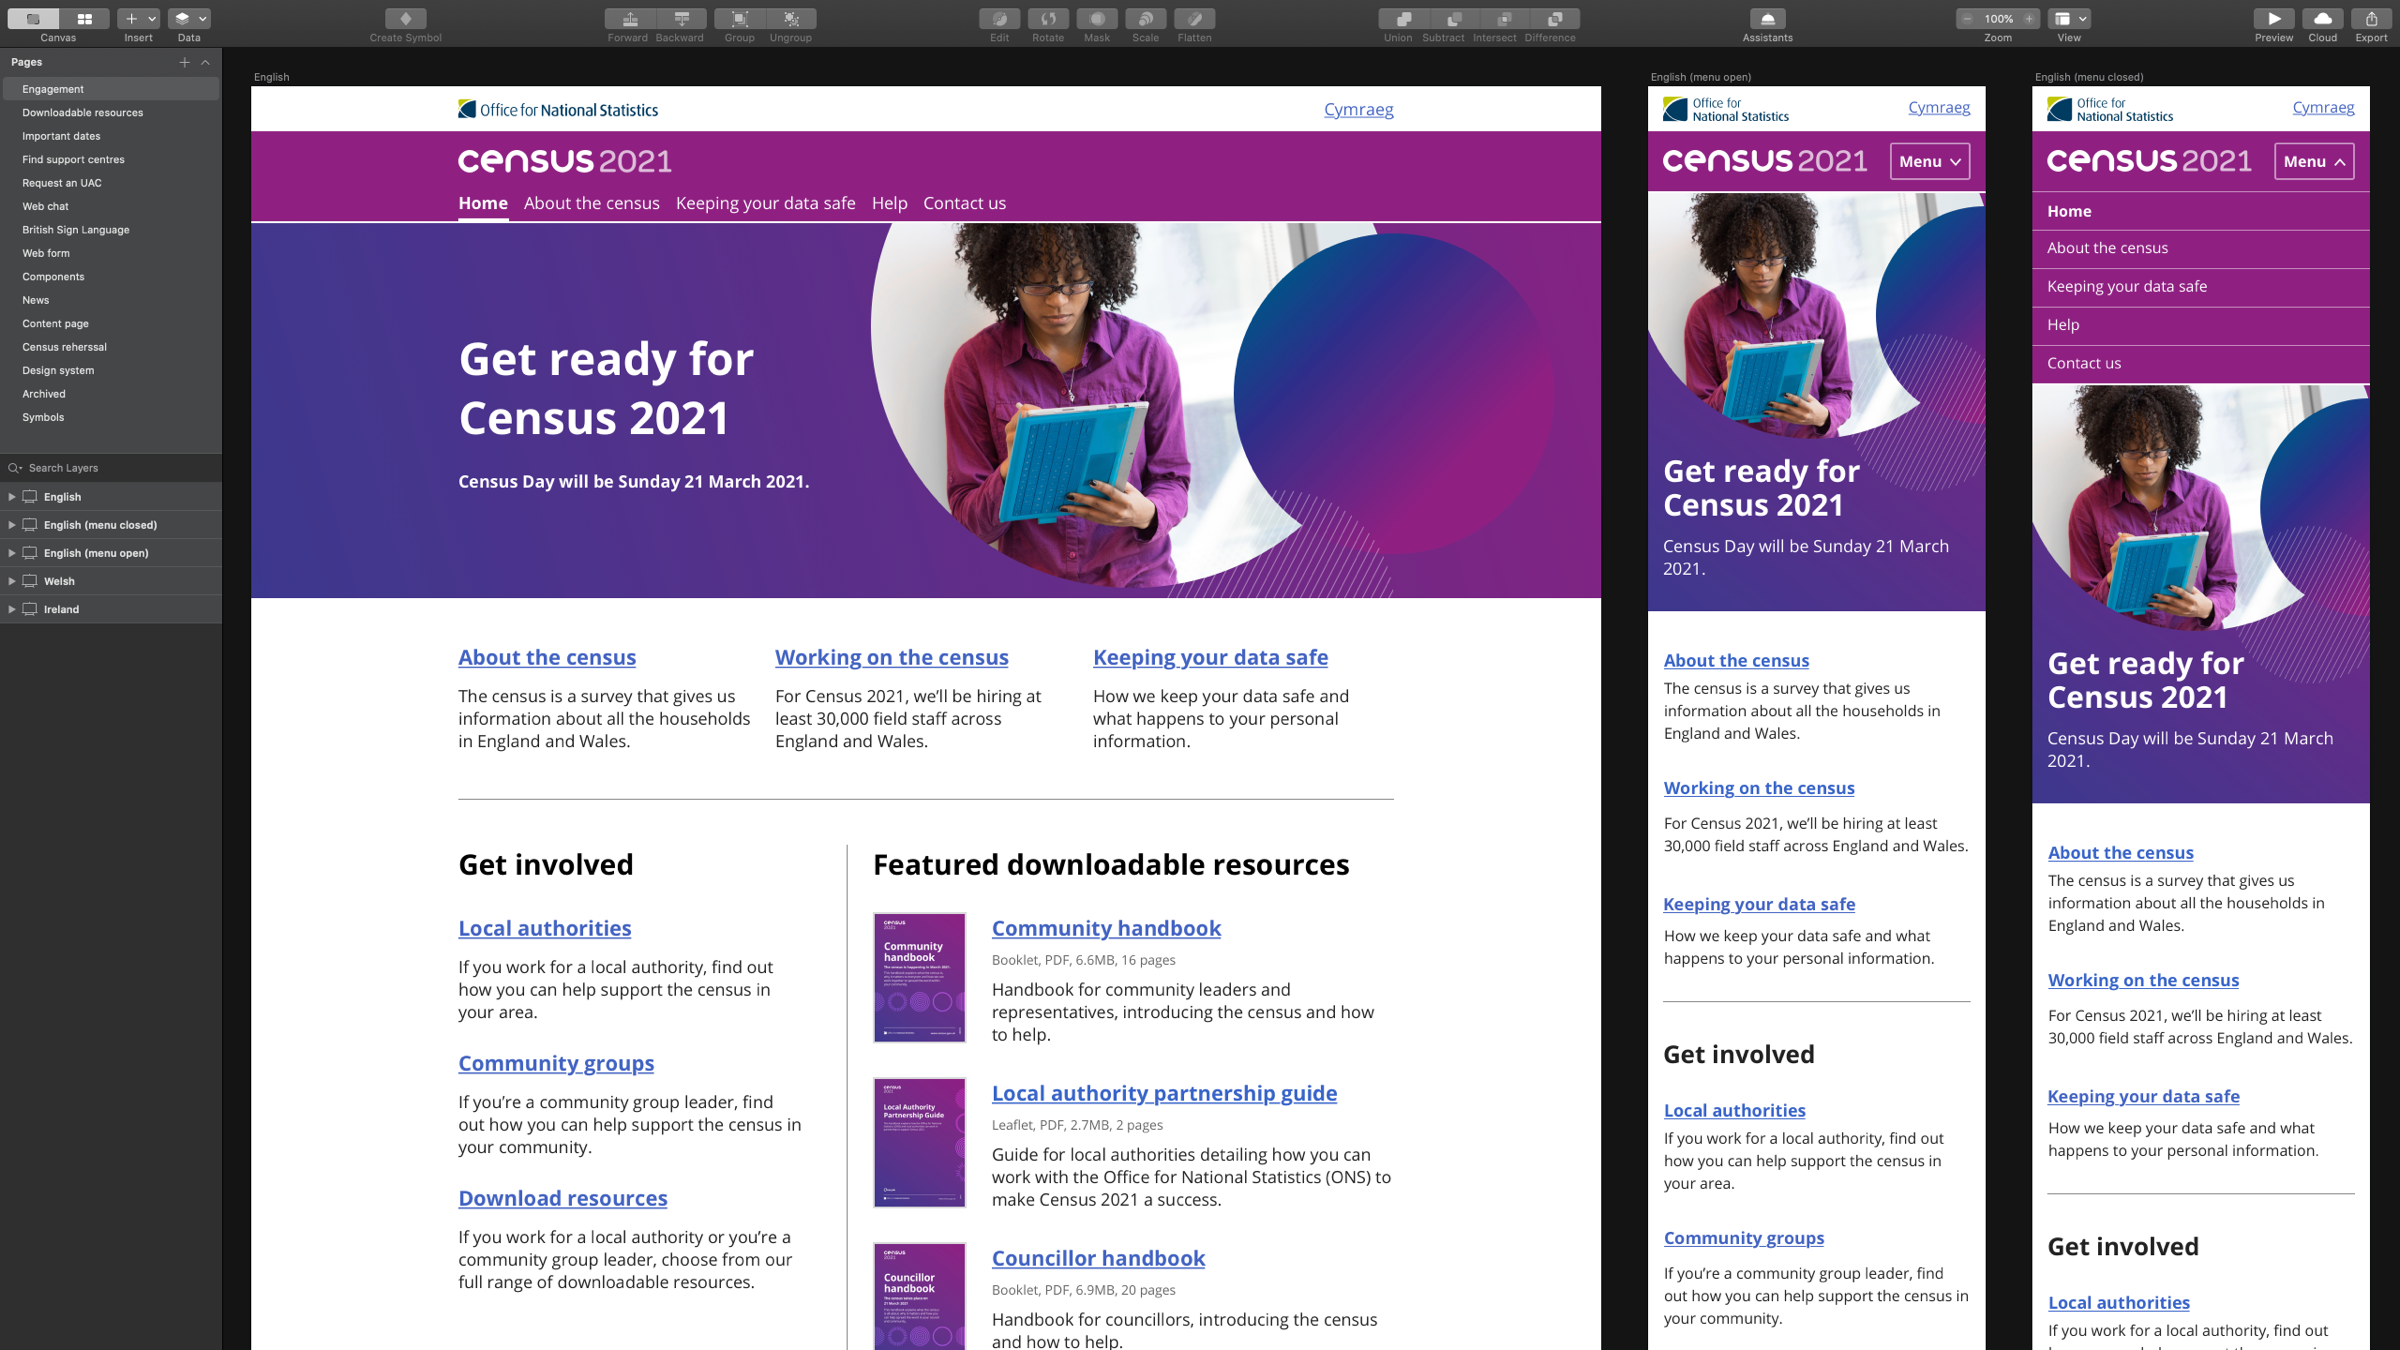 Canvas
Insert
Data
Create Symbol
Forward
Backward
Group
Ungroup
Edit
Rotate
Mask
Scale
Flatten
Union
Subtract
Intersect
Difference
Assistants
100%
Zoom
View
Preview
Cloud
Export
Pages
Engagement
Downloadable resources
Important dates
Find support centres
Request an UAC
Web chat
British Sign Language
Web form
Components
News
Content page
Census reherssal
Design system
Archived
Symbols
Search Layers
English
English (menu closed)
English (menu open)
Welsh
Ireland
English
Office for National Statistics
Cymraeg
census 2021
Home
About the census
Keeping your data safe
Help
Contact us
Get ready for
Census 2021
Census Day will be Sunday 21 March 2021.
About the census
The census is a survey that gives us
information about all the households
in England and Wales.
Working on the census
For Census 2021, we’ll be hiring at
least 30,000 field staff across
England and Wales.
Keeping your data safe
How we keep your data safe and
what happens to your personal
information.
Get involved
Local authorities
If you work for a local authority, find out
how you can help support the census in
your area.
Community groups
If you’re a community group leader, find
out how you can help support the census in
your community.
Download resources
If you work for a local authority or you’re a
community group leader, choose from our
full range of downloadable resources.
Featured downloadable resources
census
2021
Community
handbook
Community handbook
Booklet, PDF, 6.6MB, 16 pages
Handbook for community leaders and
representatives, introducing the census and how
to help.
census
2021
Local Authority
Partnership Guide
Local authority partnership guide
Leaflet, PDF, 2.7MB, 2 pages
Guide for local authorities detailing how you can
work with the Office for National Statistics (ONS) to
make Census 2021 a success.
census
2021
Councillor
handbook
Councillor handbook
Booklet, PDF, 6.9MB, 20 pages
Handbook for councillors, introducing the census
and how to help.
English (menu open)
Office for
National Statistics
Cymraeg
census 2021
Menu
Get ready for
Census 2021
Census Day will be Sunday 21 March
2021.
About the census
The census is a survey that gives us
information about all the households in
England and Wales.
Working on the census
For Census 2021, we’ll be hiring at least
30,000 field staff across England and Wales.
Keeping your data safe
How we keep your data safe and what
happens to your personal information.
Get involved
Local authorities
If you work for a local authority, find out
how you can help support the census in
your area.
Community groups
If you’re a community group leader, find
out how you can help support the census in
your community.
English (menu closed)
Office for
National Statistics
Cymraeg
census 2021
Menu
Home
About the census
Keeping your data safe
Help
Contact us
Get ready for
Census 2021
Census Day will be Sunday 21 March
2021.
About the census
The census is a survey that gives us
information about all the households in
England and Wales.
Working on the census
For Census 2021, we’ll be hiring at least
30,000 field staff across England and Wales.
Keeping your data safe
How we keep your data safe and what
happens to your personal information.
Get involved
Local authorities
If you work for a local authority, find out